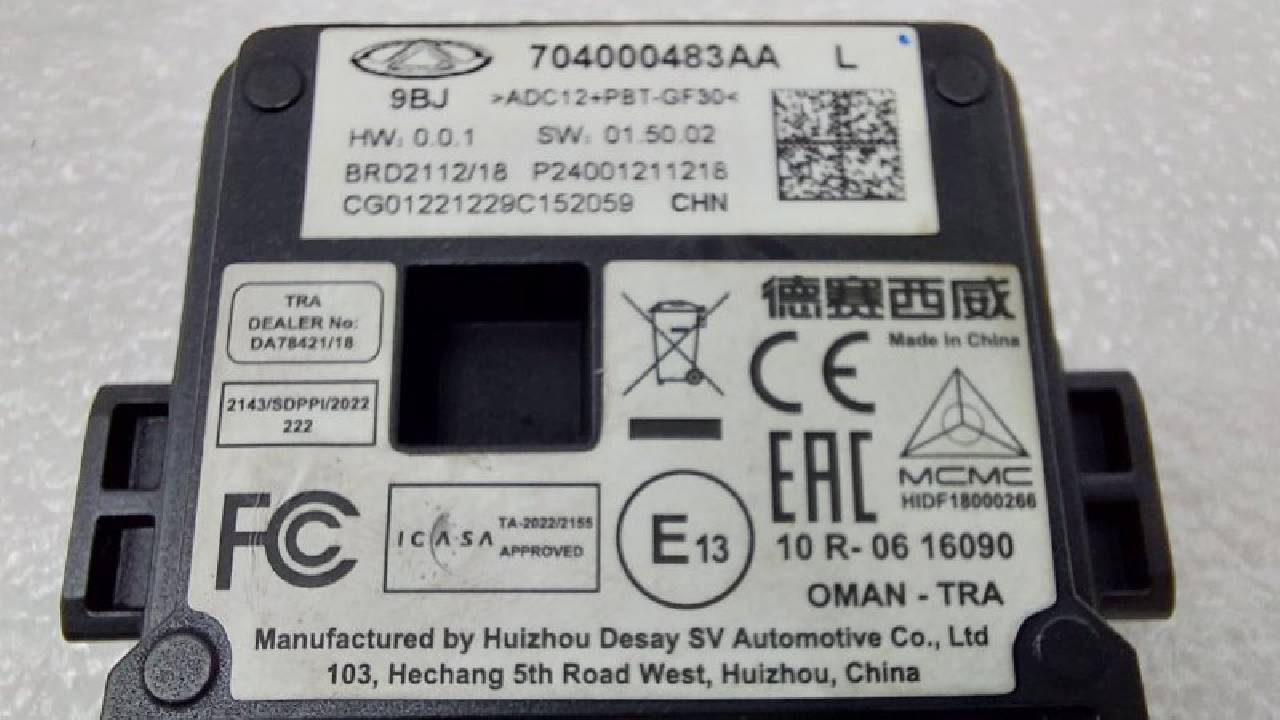 704000483AA L
9BJ >ADC12+PBT-GF30<
HW: 0.0.1 SW: 01.50.02
BRD2112/18 P24001211218
CG01221229C152059 CHN
TRA
DEALER No:
DA78421/18
2143/SDPPI/2022
222
FC
ICASA TA-2022/2155
APPROVED
德赛西威
CE Made in China
EAC
MCMC
HIDF18000266
E13
10 R- 06 16090
OMAN - TRA
Manufactured by Huizhou Desay SV Automotive Co., Ltd
103, Hechang 5th Road West, Huizhou, China